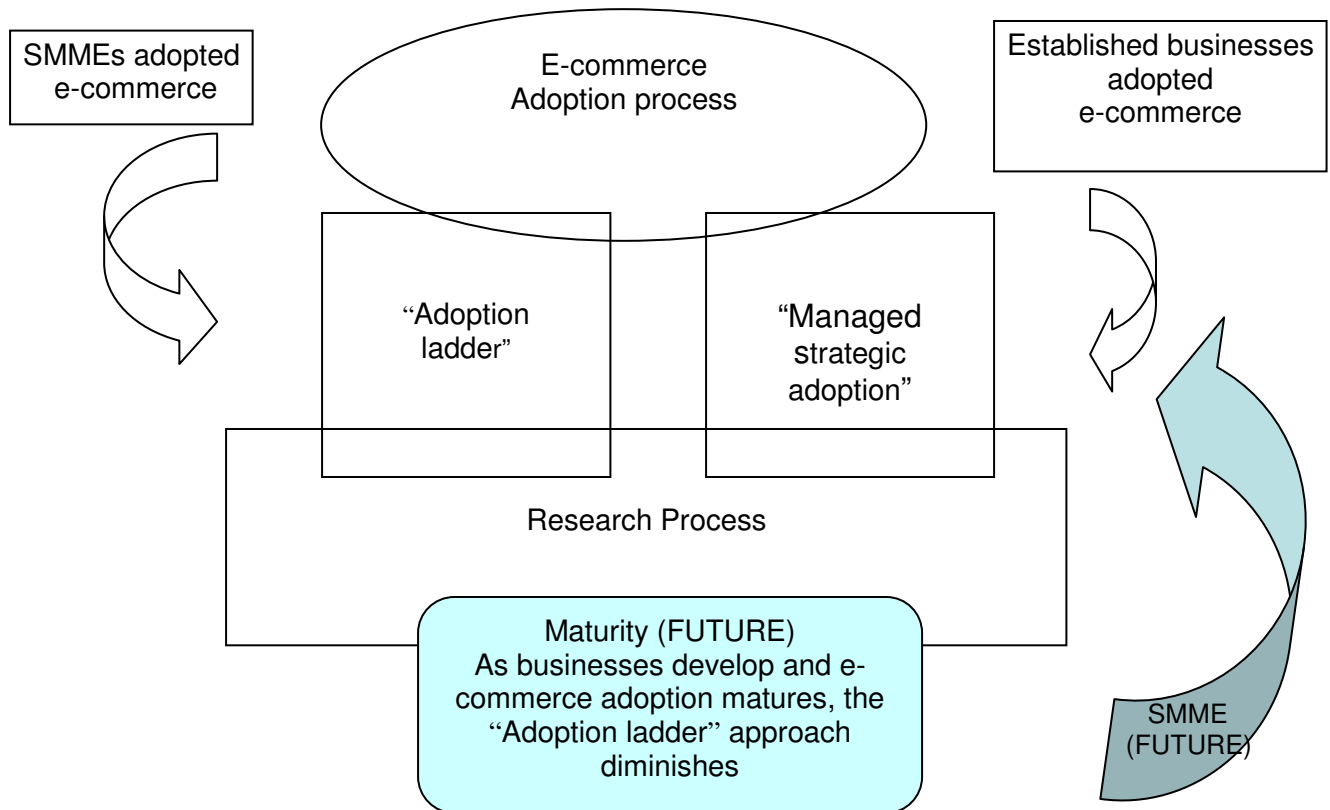 SMMEs adopted
e-commerce
E-commerce
Adoption process
Established businesses
adopted
e-commerce
“Adoption
ladder”
“Managed
strategic
adoption”
Research Process
Maturity (FUTURE)
As businesses develop and e-
commerce adoption matures, the
“Adoption ladder” approach
diminishes
SMME
(FUTURE)